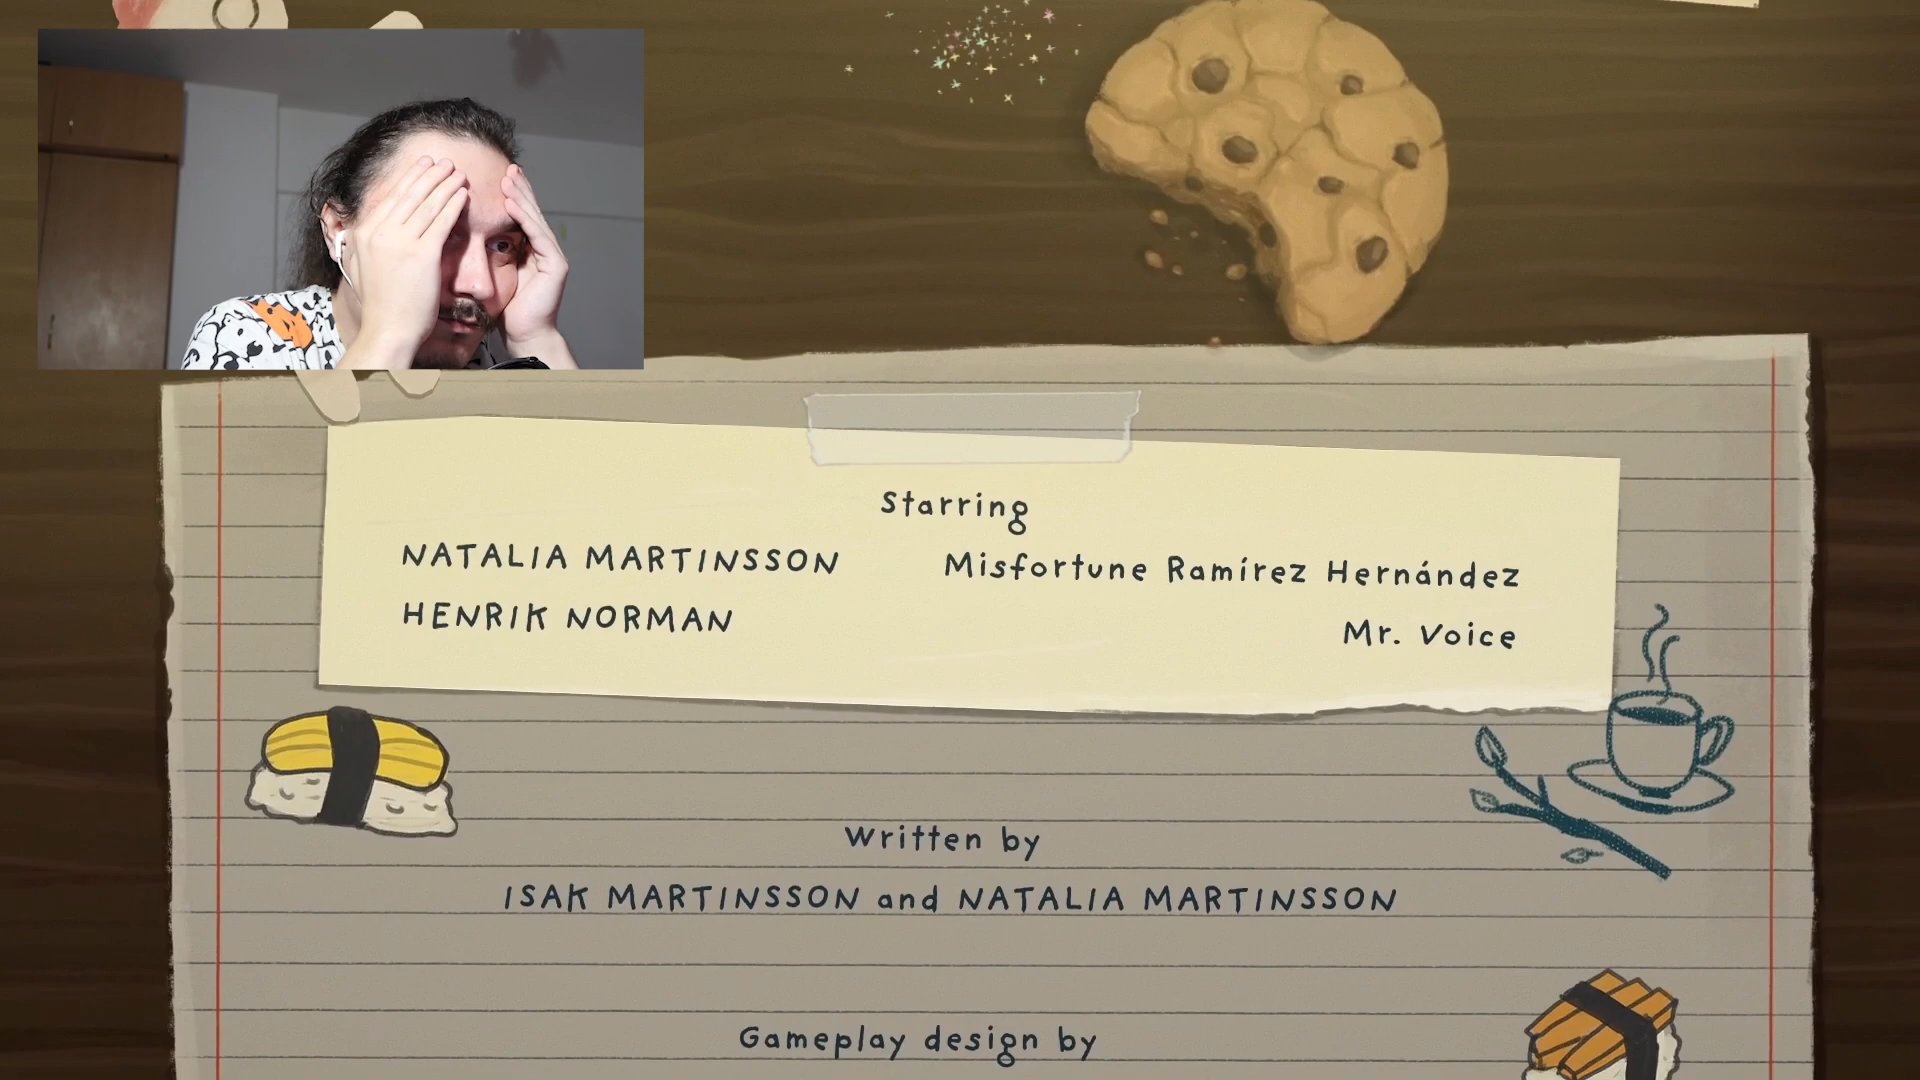 Starring
NATALIA MARTINSSON Misfortune Ramírez Hernández
HENRIK NORMAN Mr. Voice
Written by
ISAK MARTINSSON and NATALIA MARTINSSON
Gameplay design by